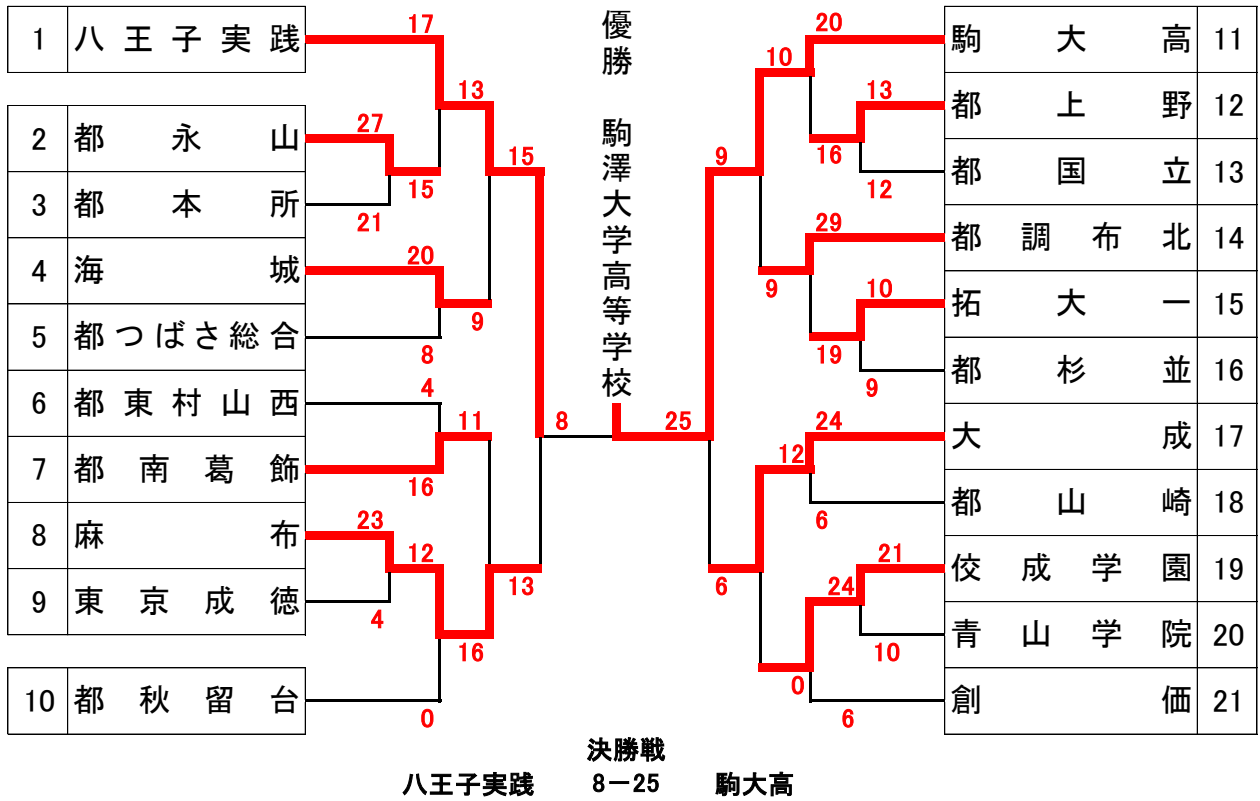 優勝 駒澤大学高等学校
1 八王子実践
2 都永山
3 都本所
4 海城
5 都つばさ総合
6 都東村山西
7 都南葛飾
8 麻布
9 東京成徳
10 都秋留台
17
13
27
15
15
21
20
9
8
4
11
16
23
12
13
4
16
0
8
25
20
10
13
16
9
12
29
9
10
19
9
24
12
6
6
21
24
10
0
6
駒大高 11
都上野 12
都国立 13
都調布北 14
拓大一 15
都杉並 16
大成 17
都山崎 18
佼成学園 19
青山学院 20
創価 21
決勝戦
八王子実践 8－25 駒大高